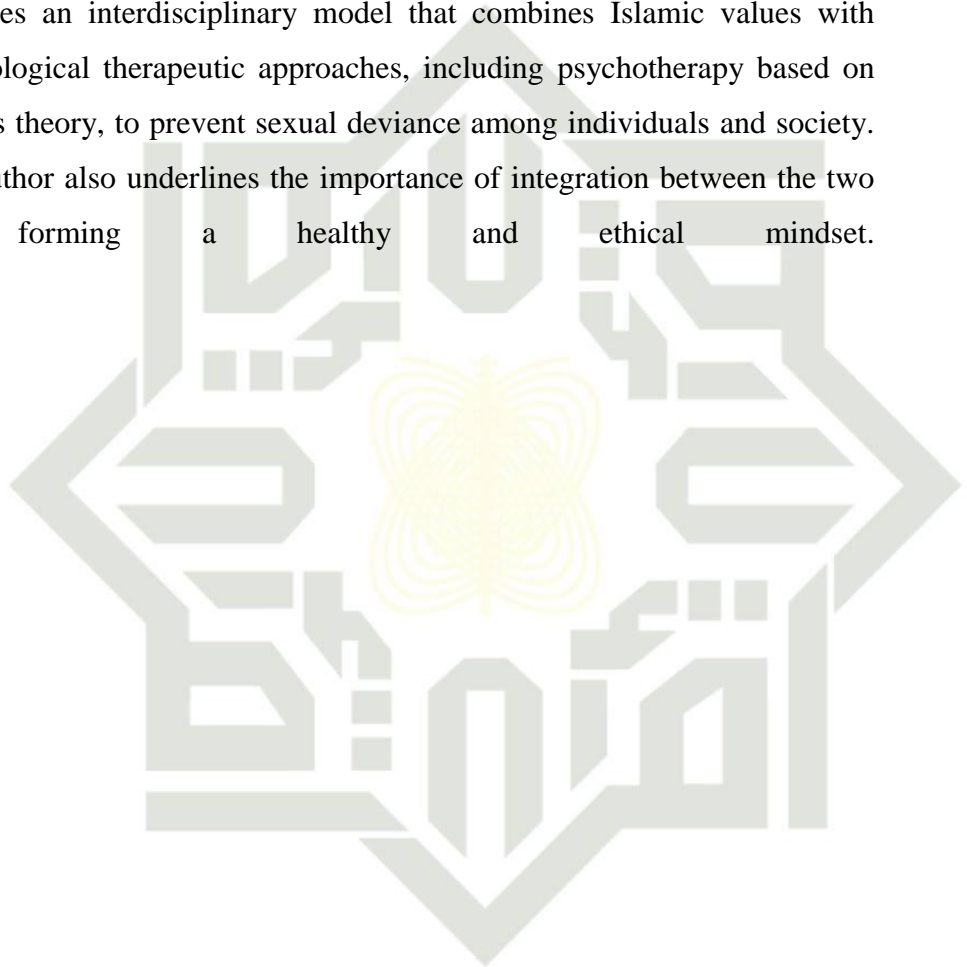 es an interdisciplinary model that combines Islamic values with
ological therapeutic approaches, including psychotherapy based on
s theory, to prevent sexual deviance among individuals and society.
uthor also underlines the importance of integration between the two
forming a healthy and ethical mindset.